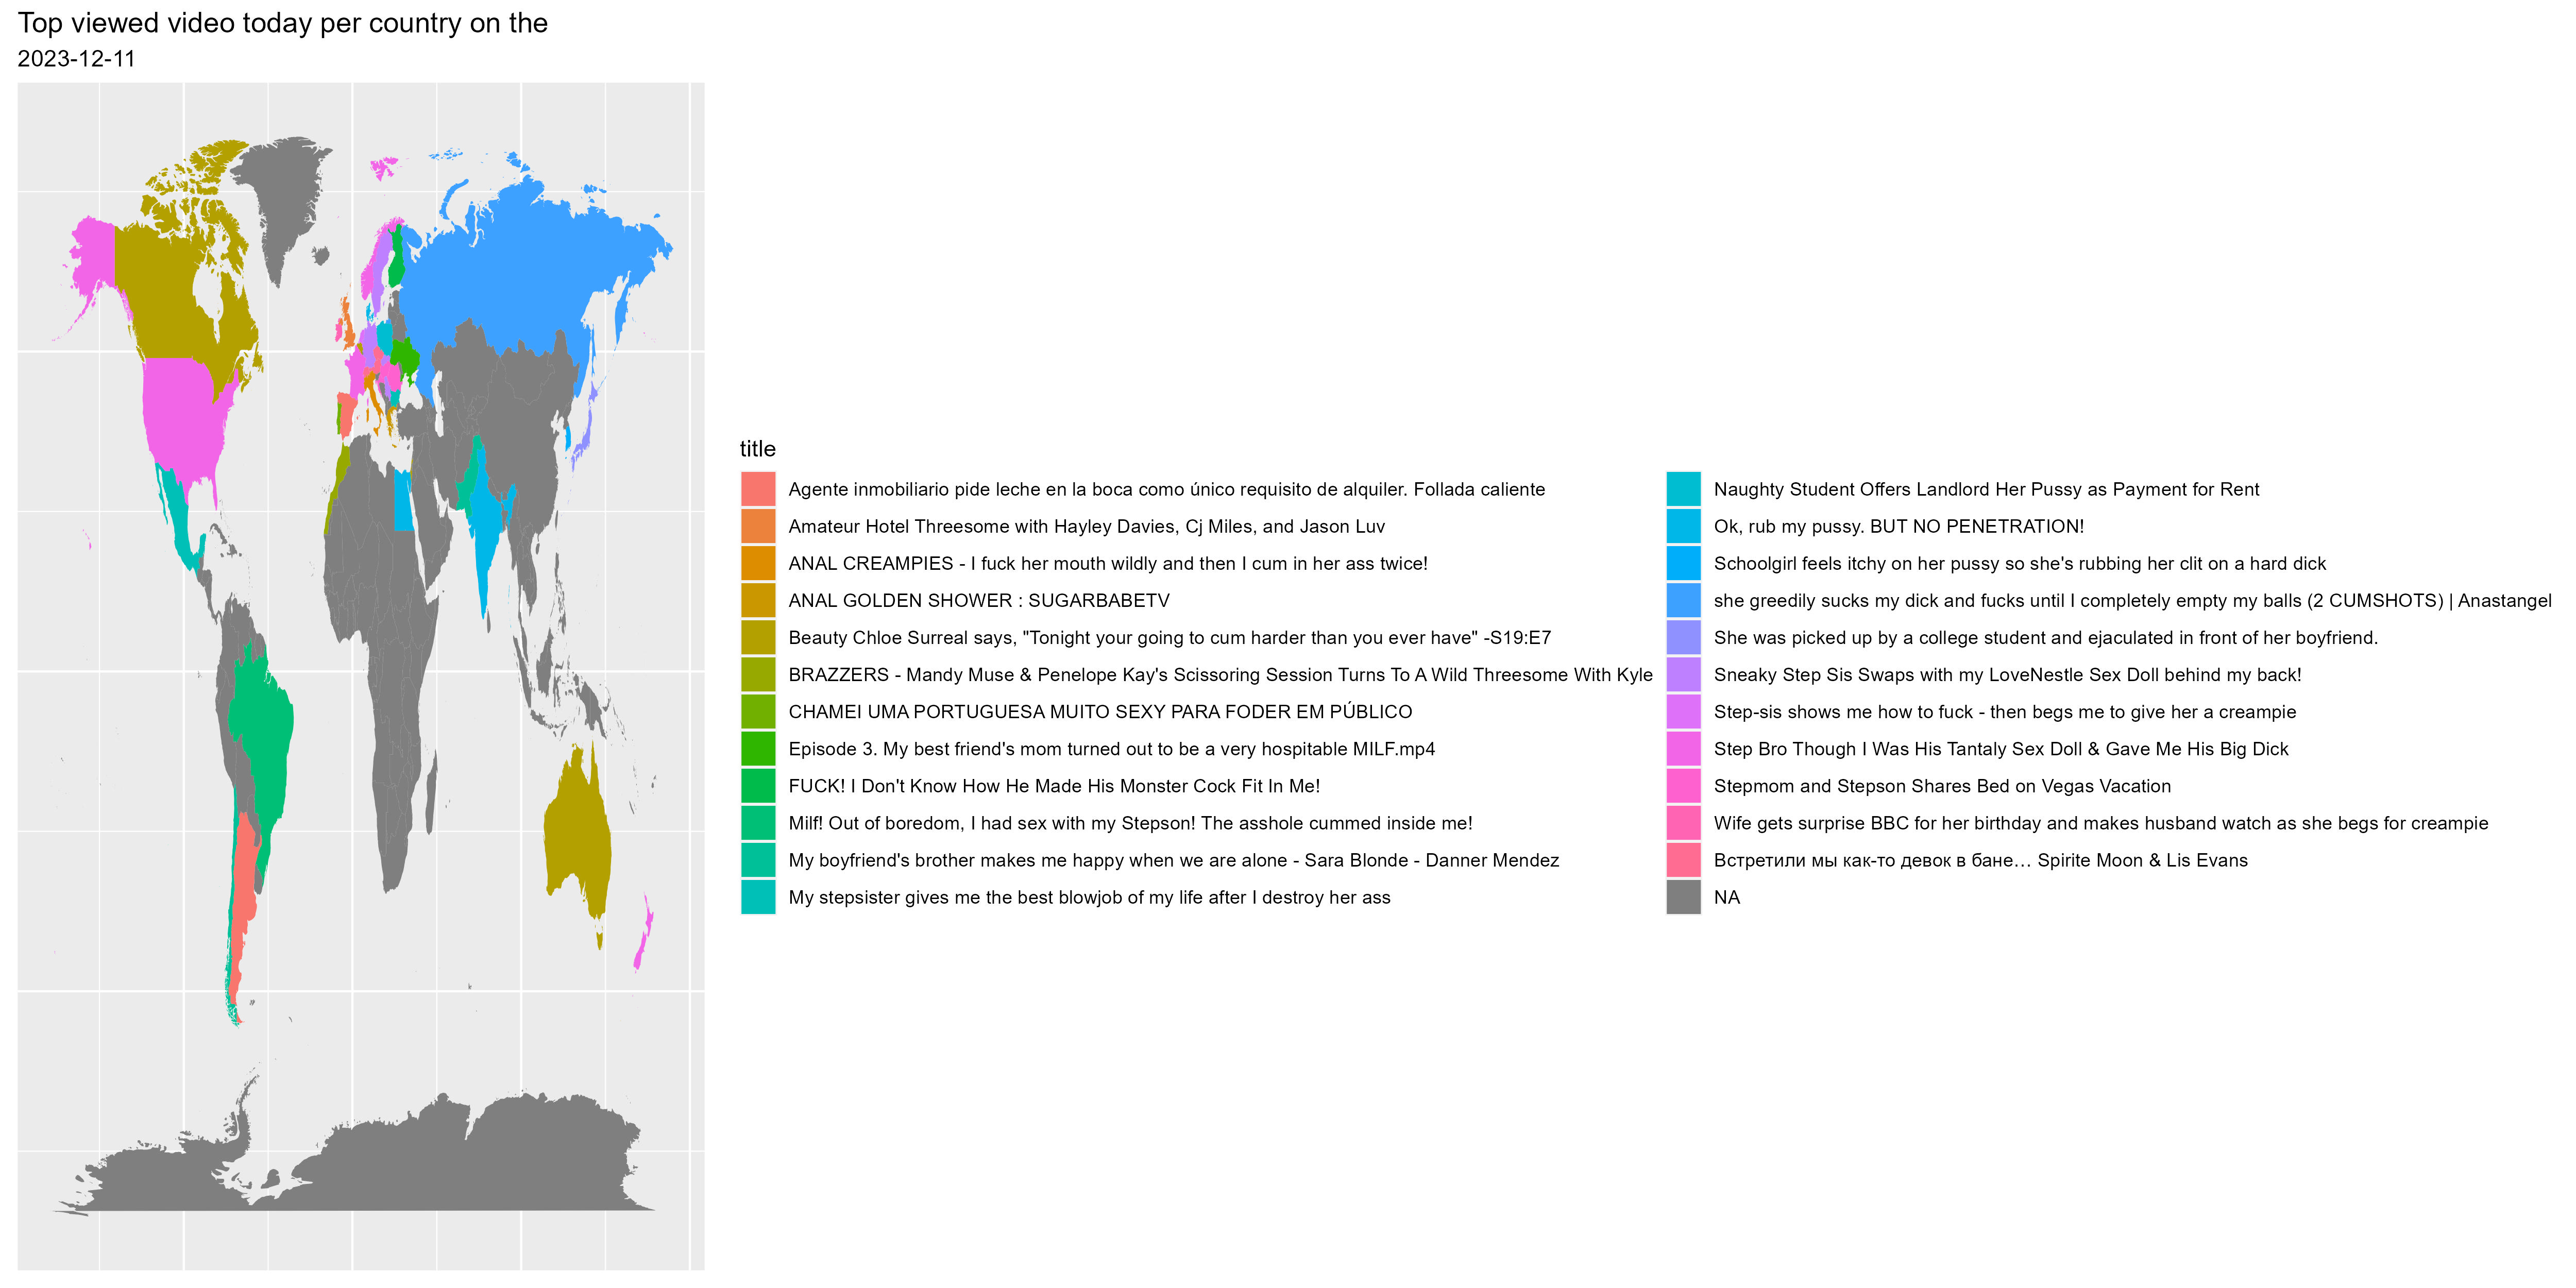 Top viewed video today per country on the
2023-12-11
title
Agente inmobiliario pide leche en la boca como único requisito de alquiler. Follada caliente
Amateur Hotel Threesome with Hayley Davies, Cj Miles, and Jason Luv
ANAL CREAMPIES - I fuck her mouth wildly and then I cum in her ass twice!
ANAL GOLDEN SHOWER : SUGARBABETV
Beauty Chloe Surreal says, "Tonight your going to cum harder than you ever have" -S19:E7
BRAZZERS - Mandy Muse & Penelope Kay's Scissoring Session Turns To A Wild Threesome With Kyle
CHAMEI UMA PORTUGUESA MUITO SEXY PARA FODER EM PÚBLICO
Episode 3. My best friend's mom turned out to be a very hospitable MILF.mp4
FUCK! I Don't Know How He Made His Monster Cock Fit In Me!
Milf! Out of boredom, I had sex with my Stepson! The asshole cummed inside me!
My boyfriend's brother makes me happy when we are alone - Sara Blonde - Danner Mendez
My stepsister gives me the best blowjob of my life after I destroy her ass
Naughty Student Offers Landlord Her Pussy as Payment for Rent
Ok, rub my pussy. BUT NO PENETRATION!
Schoolgirl feels itchy on her pussy so she's rubbing her clit on a hard dick
she greedily sucks my dick and fucks until I completely empty my balls (2 CUMSHOTS) | Anastangel
She was picked up by a college student and ejaculated in front of her boyfriend.
Sneaky Step Sis Swaps with my LoveNestle Sex Doll behind my back!
Step-sis shows me how to fuck - then begs me to give her a creampie
Step Bro Though I Was His Tantaly Sex Doll & Gave Me His Big Dick
Stepmom and Stepson Shares Bed on Vegas Vacation
Wife gets surprise BBC for her birthday and makes husband watch as she begs for creampie
Встретили мы как-то девок в бане… Spirite Moon & Lis Evans
NA